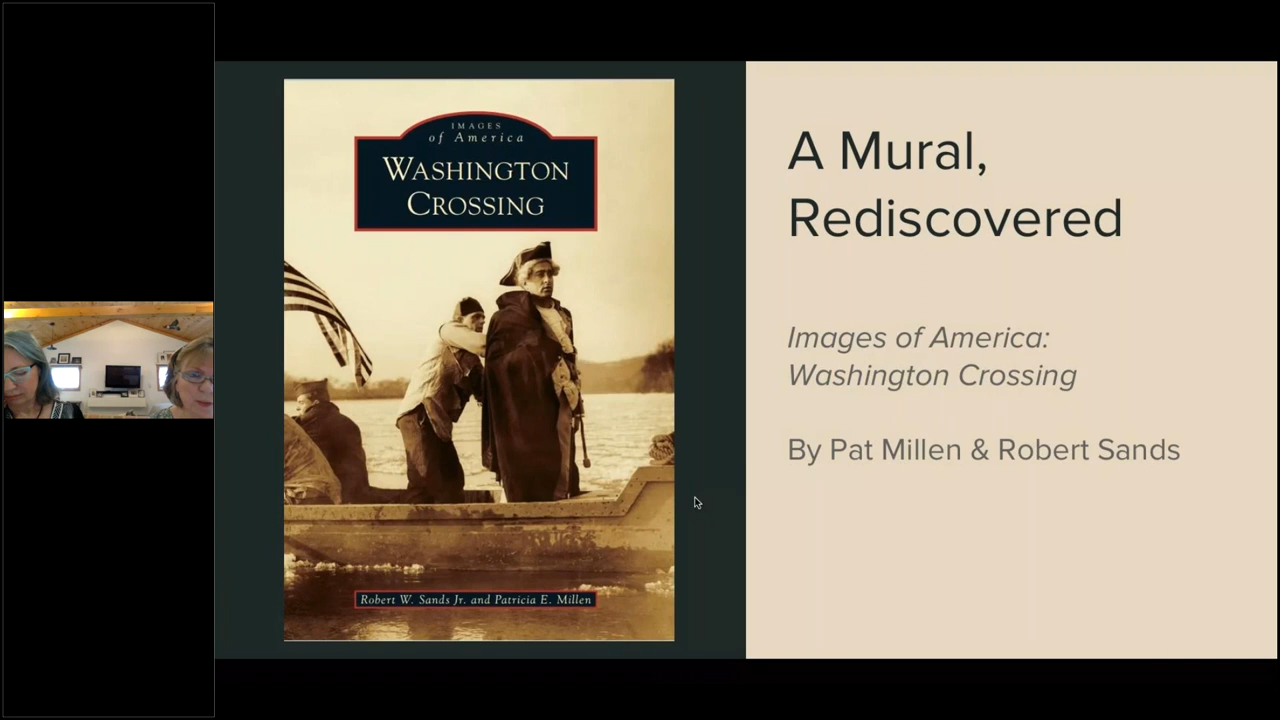 IMAGES
of America
WASHINGTON
CROSSING
Robert W. Sands Jr. and Patricia E. Millen
A Mural,
Rediscovered
Images of America:
Washington Crossing
By Pat Millen & Robert Sands